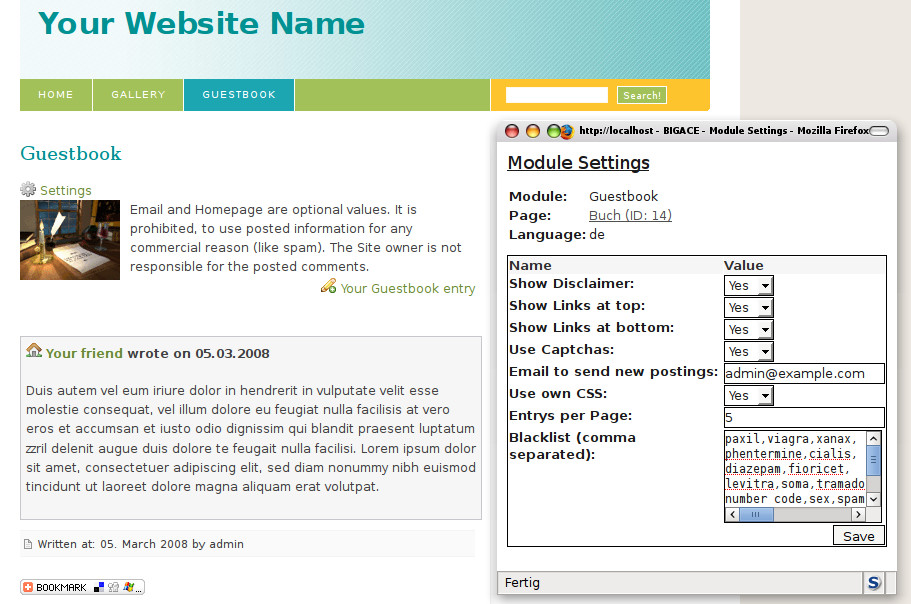 Your Website Name
HOME GALLERY GUESTBOOK Search!
Guestbook
Settings
Email and Homepage are optional values. It is
prohibited, to use posted information for any
commercial reason (like spam). The Site owner is not
responsible for the posted comments.
Your Guestbook entry
Your friend wrote on 05.03.2008
Duis autem vel eum iriure dolor in hendrerit in vulputate velit esse
molestie consequat, vel illum dolore eu feugiat nulla facilisis at vero
eros et accumsan et iusto odio dignissim qui blandit praesent luptatum
zzril delenit augue duis dolore te feugait nulla facilisi. Lorem ipsum dolor
sit amet, consectetuer adipiscing elit, sed diam nonummy nibh euismod
tincidunt ut laoreet dolore magna aliquam erat volutpat.
Written at: 05. March 2008 by admin
BOOKMARK
http://localhost - BIGACE - Module Settings - Mozilla Firefox
Module Settings
Module: Guestbook
Page: Buch (ID: 14)
Language: de
Name Value
Show Disclaimer: Yes
Show Links at top: Yes
Show Links at bottom: Yes
Use Captchas: Yes
Email to send new postings: admin@example.com
Use own CSS: Yes
Entrys per Page: 5
Blacklist (comma
separated):
paxil,viagra,xanax,
phentermine,cialis,
diazepam,fioricet,
levitra,soma,tramado
number code,sex,spam
Save
Fertig
S